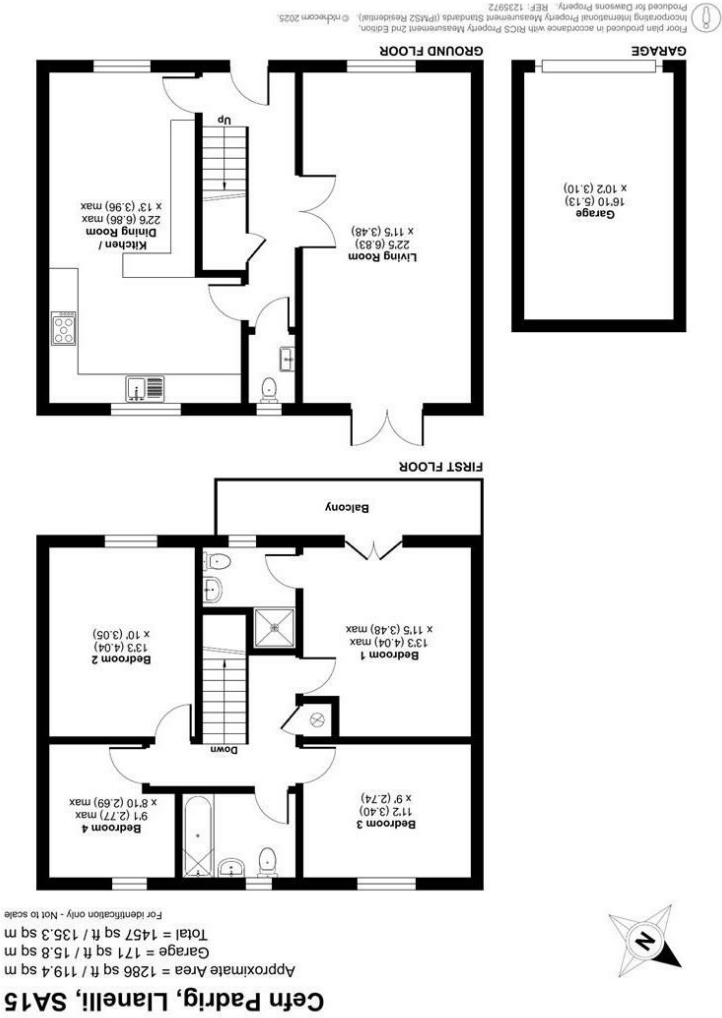 Cefn Padrig, Llanelli, SA15
Approximate Area = 1286 sq ft / 119.4 sq m
Garage = 171 sq ft / 15.8 sq m
Total = 1457 sq ft / 135.3 sq m
For identification only - Not to scale
N
Bedroom 3
11'2 (3.40)
x 9' (2.74)
Bedroom 4
9'1 (2.77) max
x 8'10 (2.69) max
Down
Bedroom 1
13'3 (4.04) max
x 11'5 (3.48) max
Bedroom 2
13'3 (4.04)
x 10' (3.05)
Balcony
FIRST FLOOR
Living Room
22'5 (6.83)
x 11'5 (3.48)
Kitchen /
Dining Room
22'6 (6.86) max
x 13' (3.96) max
Up
Garage
16'10 (5.13)
x 10'2 (3.10)
GARAGE
GROUND FLOOR
Floor plan produced in accordance with RICS Property Measurement 2nd Edition,
Incorporating International Property Measurement Standards (IPMS2 Residential). © nichecom 2025.
Produced for Dawsons Property. REF: 1235972